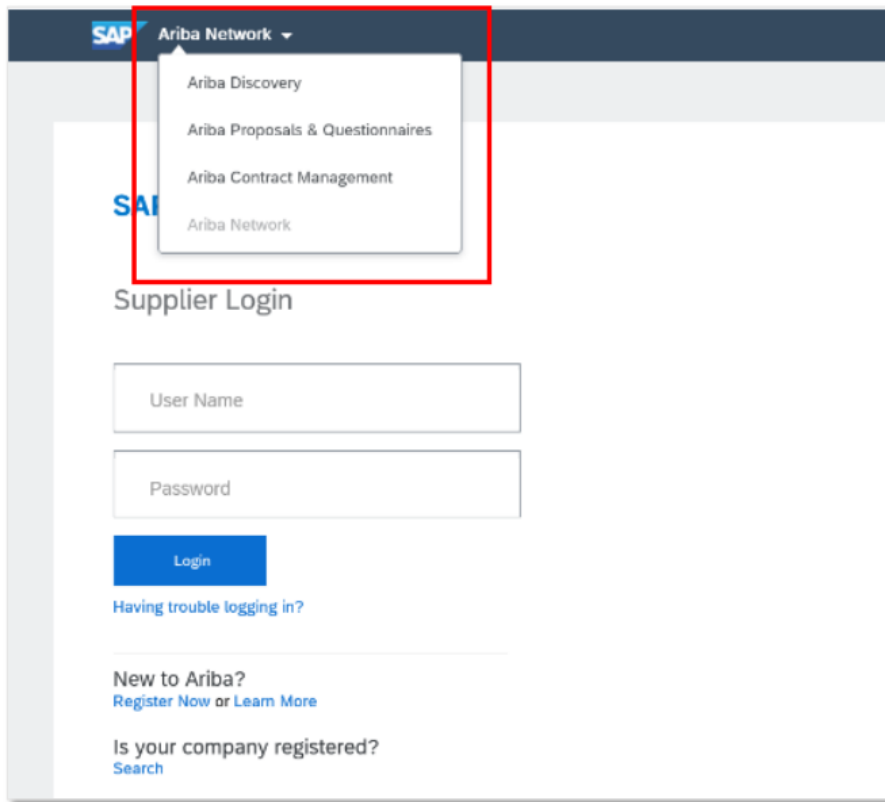 SAP Ariba Network
Ariba Discovery
Ariba Proposals & Questionnaires
Ariba Contract Management
Ariba Network
Supplier Login
User Name
Password
Login
Having trouble logging in?
New to Ariba?
Register Now or Learn More
Is your company registered?
Search